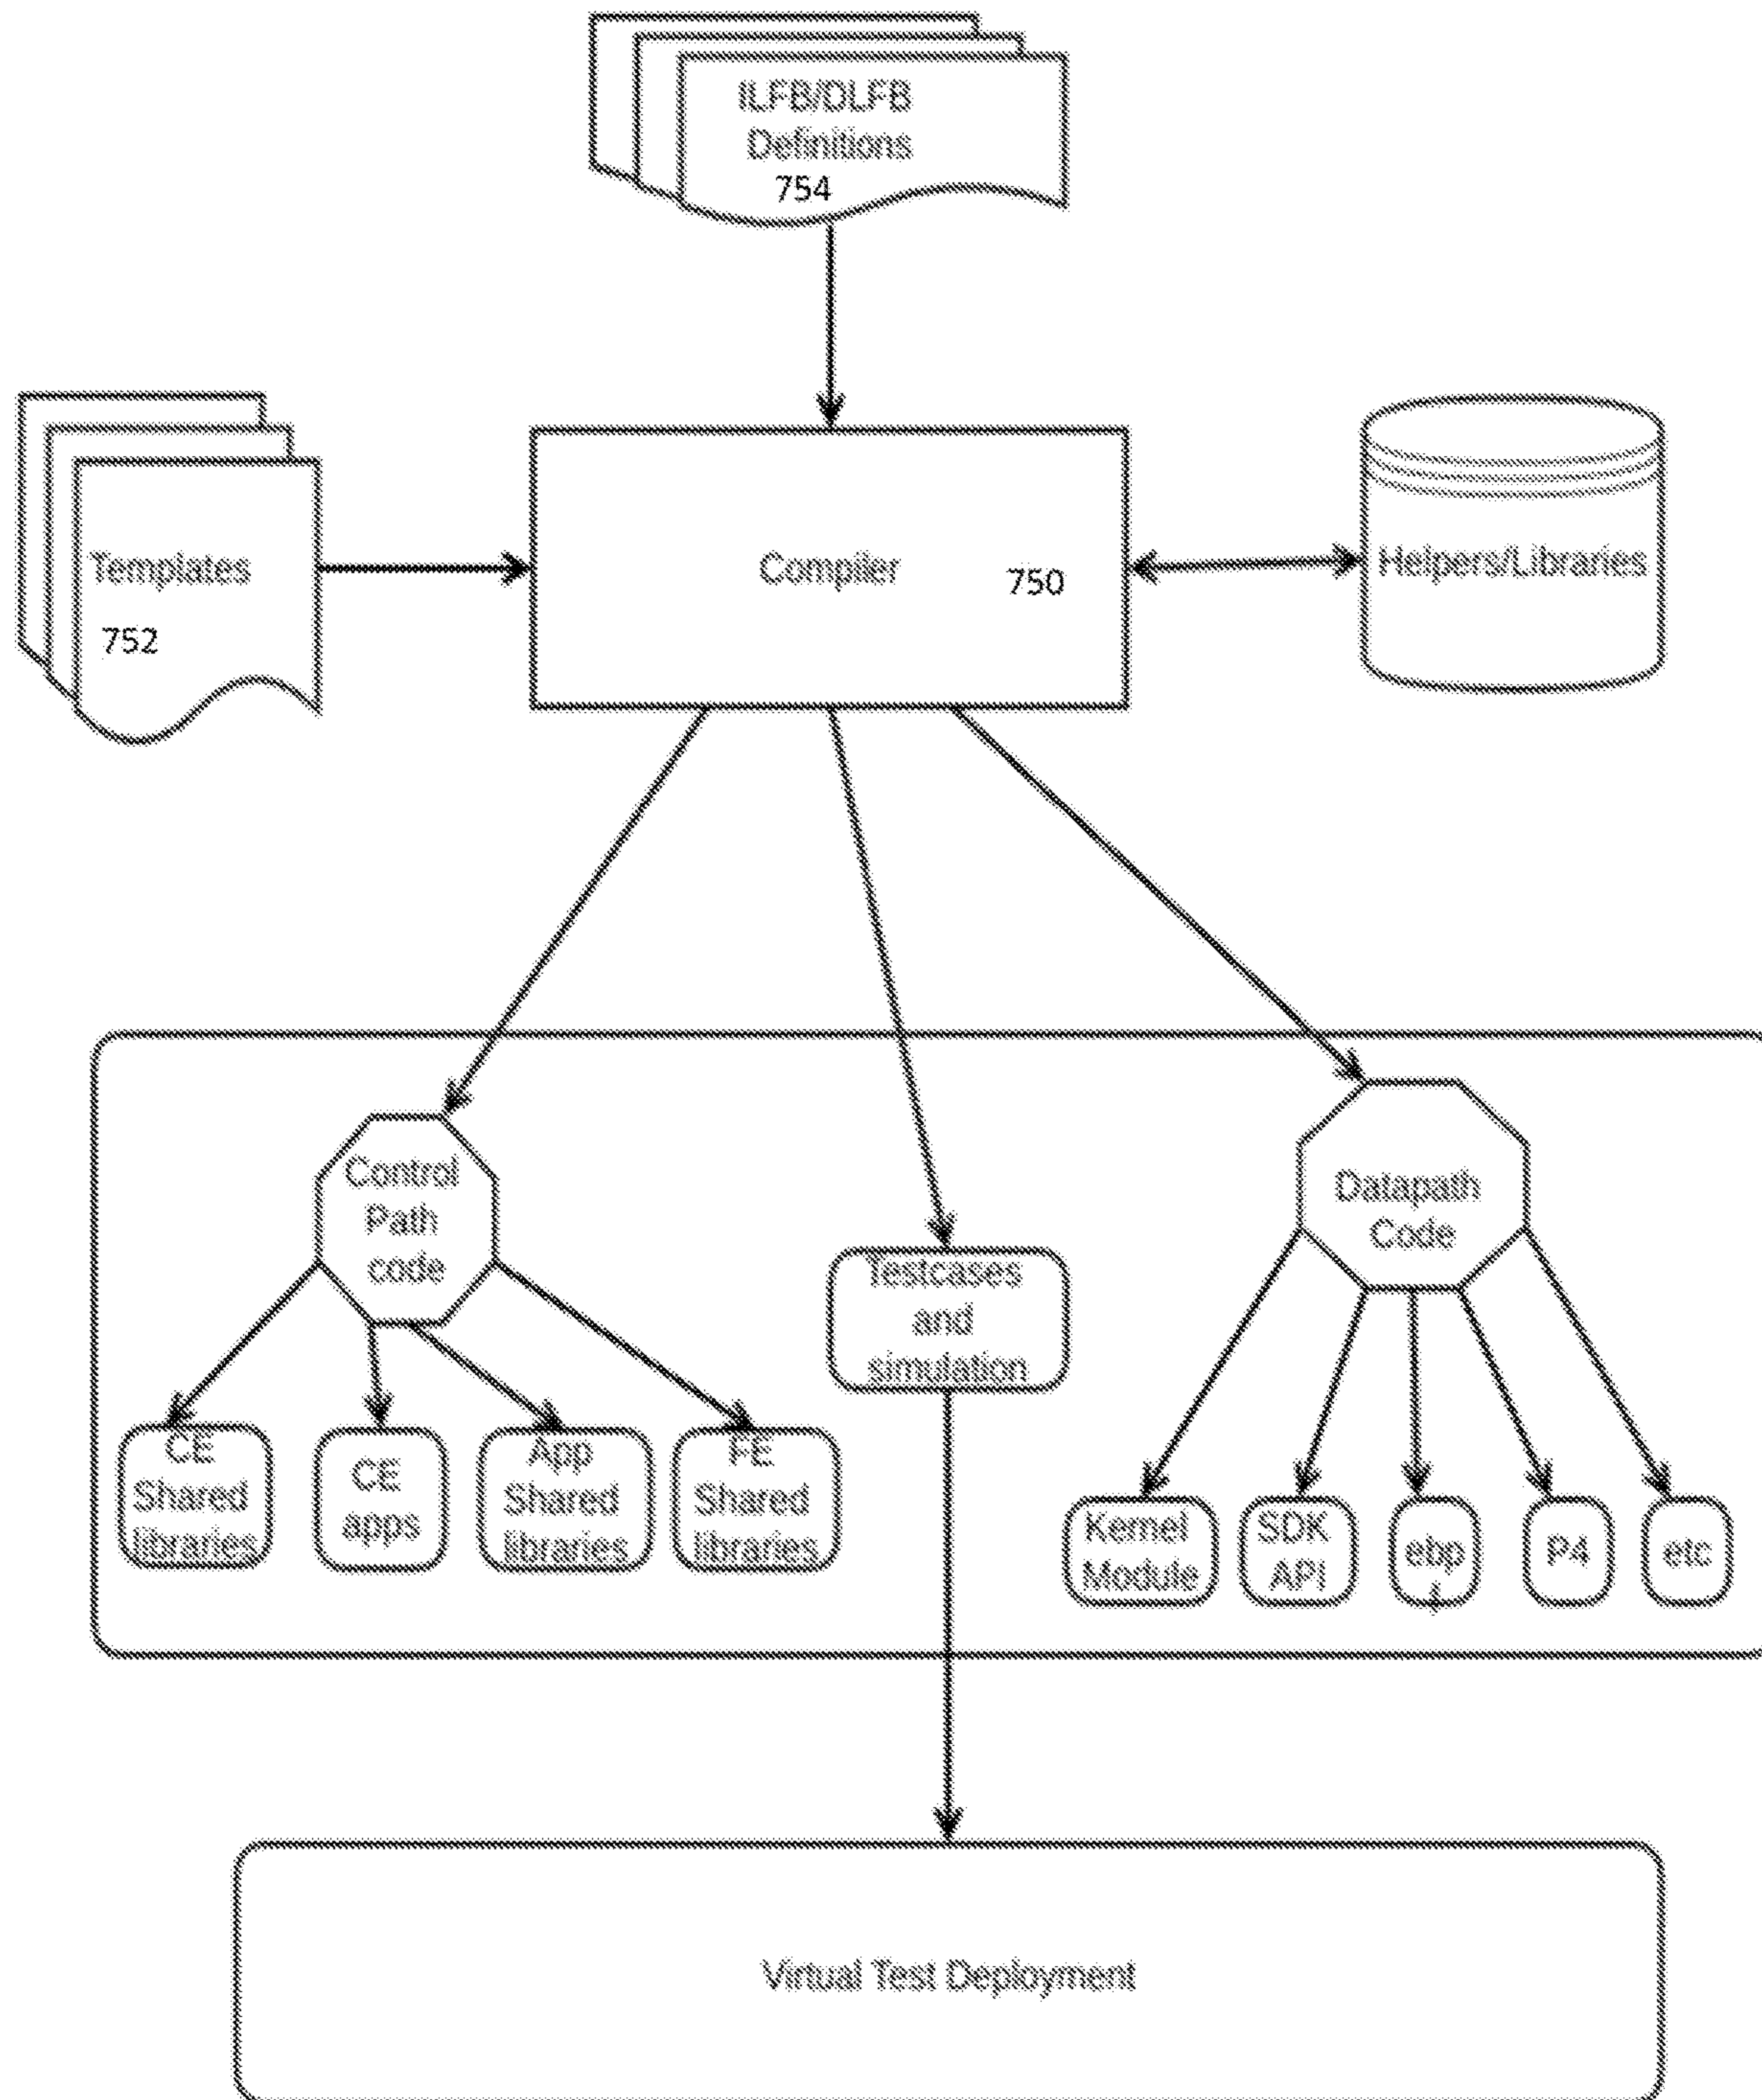 ILFB/DLFB
Definitions
754
Templates
752
Compiler
750
Helpers/Libraries
Control
Path
code
Datapath
Code
Testcases
and
simulation
CE
Shared
libraries
CE
apps
App
Shared
libraries
FE
Shared
libraries
Kernel
Module
SDK
API
ebp
f
P4
etc
Virtual Test Deployment